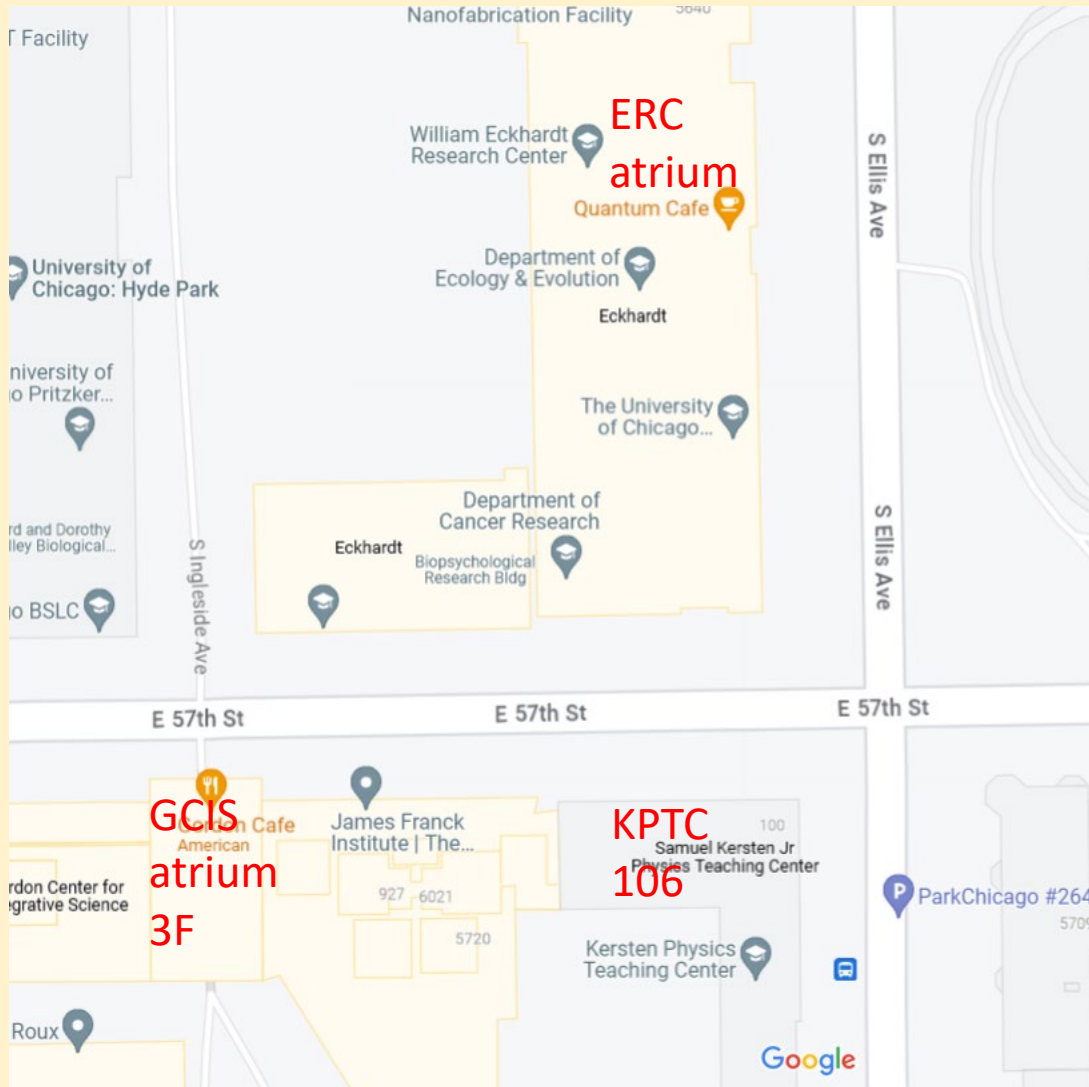 Nanofabrication Facility
5640
T Facility
ERC
atrium
William Eckhardt
Research Center
S Ellis Ave
Quantum Cafe
Department of
Ecology & Evolution
University of
Chicago: Hyde Park
Eckhardt
niversity of
o Pritzker...
The University
of Chicago...
Department of
Cancer Research
S Ellis Ave
rd and Dorothy
lley Biological...
S Ingleside Ave
Eckhardt
Biopsychological
Research Bldg
o BSLC
E 57th St
E 57th St
E 57th St
GCIS
atrium
3F
Gordon Cafe
American
James Franck
Institute | The...
KPTC
106
100
Samuel Kersten Jr
Physics Teaching Center
rdon Center for
egrative Science
927
6021
P
ParkChicago #264
5709
5720
Kersten Physics
Teaching Center
Roux
Google